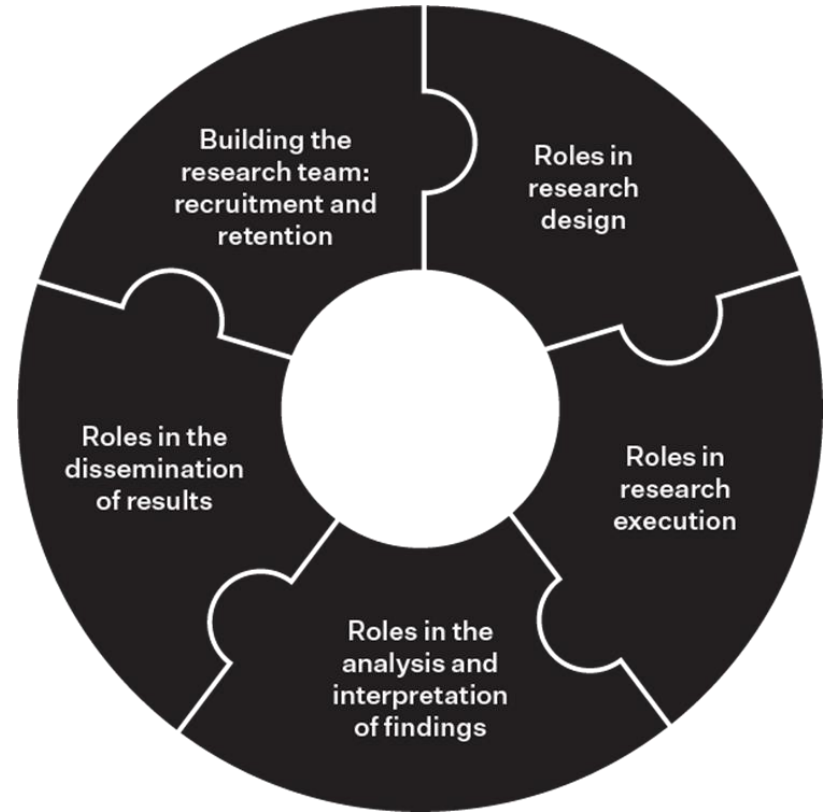 Building the
research team:
recruitment and
retention
Roles in
research
design
Roles in
research
execution
Roles in the
analysis and
interpretation
of findings
Roles in the
dissemination
of results